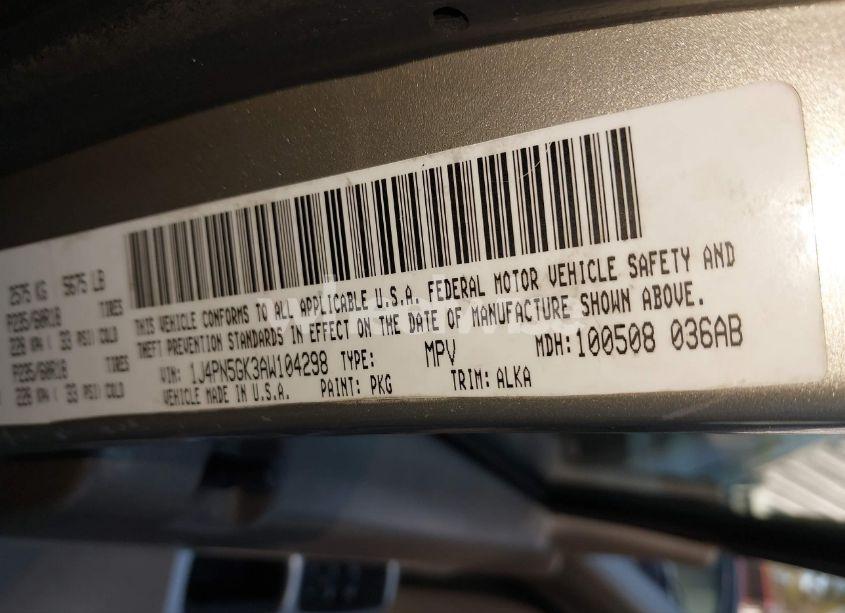 2575 KG 5675 LB
P235/60R18 TIRES
228 KPA ( 33 PSI) COLD
P235/60R18 TIRES
228 KPA ( 33 PSI) COLD
THIS VEHICLE CONFORMS TO ALL APPLICABLE U.S.A. FEDERAL MOTOR VEHICLE SAFETY AND
THEFT PREVENTION STANDARDS IN EFFECT ON THE DATE OF MANUFACTURE SHOWN ABOVE.
VIN: 1J4PN5GK3AW104298 TYPE: MPV MDH:100508 036AB
VEHICLE MADE IN U.S.A. PAINT: PKG TRIM: ALKA